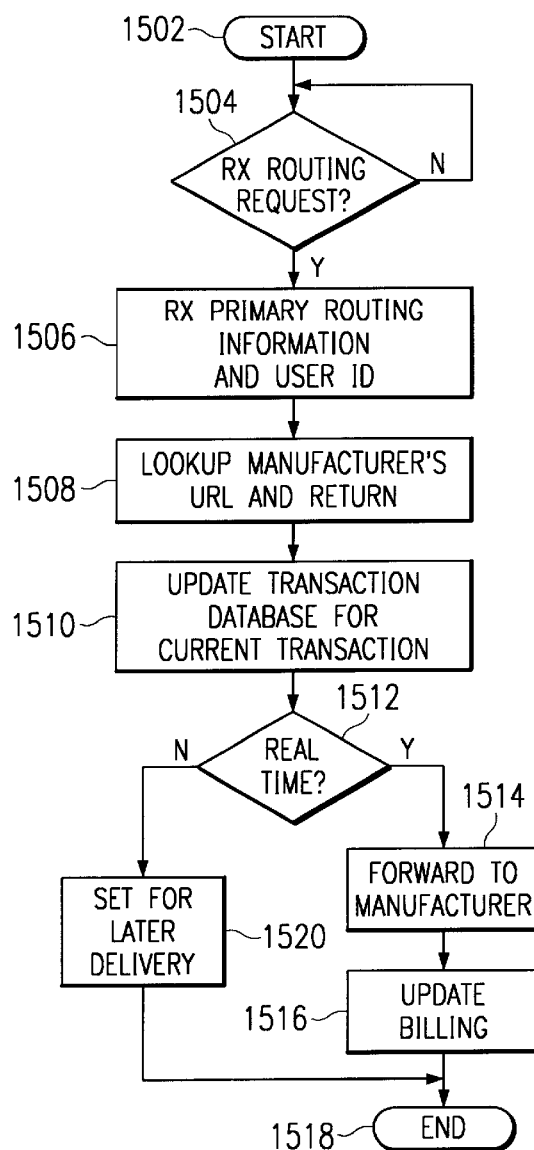 1502
START
1504
RX ROUTING
REQUEST?
N
Y
1506
RX PRIMARY ROUTING
INFORMATION
AND USER ID
1508
LOOKUP MANUFACTURER'S
URL AND RETURN
1510
UPDATE TRANSACTION
DATABASE FOR
CURRENT TRANSACTION
1512
N
REAL
TIME?
Y
1514
FORWARD TO
MANUFACTURER
SET FOR
LATER
DELIVERY
1520
1516
UPDATE
BILLING
1518
END